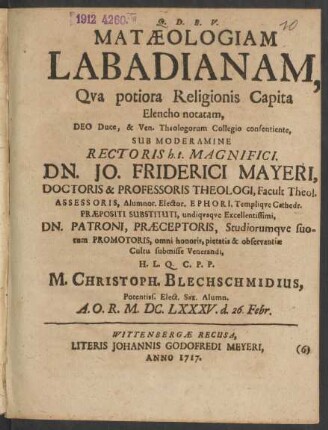 Q. D. B. V.
1912 4260.
10
MATÆOLOGIAM
LABADIANAM,
Qva potiora Religionis Capita
Elencho notatam,
DEO Duce, & Ven. Theologorum Collegio consentiente,
SUB MODERAMINE
RECTORIS h.t. MAGNIFICI,
DN. JO. FRIDERICI MAYERI,
DOCTORIS & PROFESSORIS THEOLOGI, Facult Theol.
ASSESSORIS, Alumnor. Elector. EPHORI, Templiqve Cathedr.
PRÆPOSITI SUBSTITUTI, undiqvaqve Excellentissimi,
DN. PATRONI, PRÆCEPTORIS, Studiorumqve suo-
rum PROMOTORIS, omni honoris, pietatis & observantiæ
Cultu submisse Venerandi,
H. L. Q. C. P. P.
M. CHRISTOPH. BLECHSCHMIDIUS,
Potentiss. Elect. Sax. Alumn.
A. O. R. M. DC. LXXXV. d. 26. Febr.
WITTENBERGÆ RECUSA,
LITERIS JOHANNIS GODOFREDI MEYERI,
ANNO 1717.
(6)